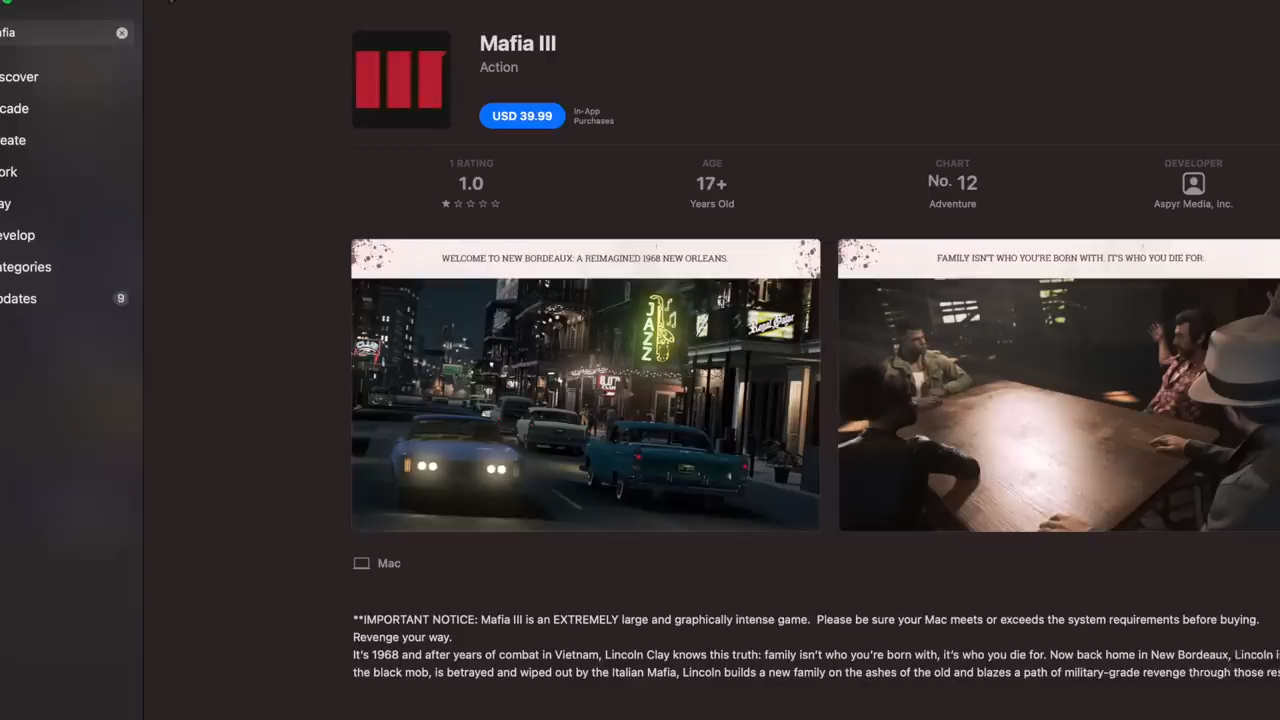 fia
Mafia III
Action
USD 39.99
In-App
Purchases
scover
cade
eate
ork
ay
evelop
ategories
pdates
9
1 RATING
1.0
AGE
17+
Years Old
CHART
No. 12
Adventure
DEVELOPER
Aspyr Media, Inc.
WELCOME TO NEW BORDEAUX: A REIMAGINED 1968 NEW ORLEANS.
FAMILY ISN'T WHO YOU'RE BORN WITH. IT'S WHO YOU DIE FOR.
JAZZ
Royal Peter
CLUB
Mac
**IMPORTANT NOTICE: Mafia III is an EXTREMELY large and graphically intense game. Please be sure your Mac meets or exceeds the system requirements before buying.
Revenge your way.
It's 1968 and after years of combat in Vietnam, Lincoln Clay knows this truth: family isn't who you're born with, it's who you die for. Now back home in New Bordeaux, Lincoln i
the black mob, is betrayed and wiped out by the Italian Mafia, Lincoln builds a new family on the ashes of the old and blazes a path of military-grade revenge through those res